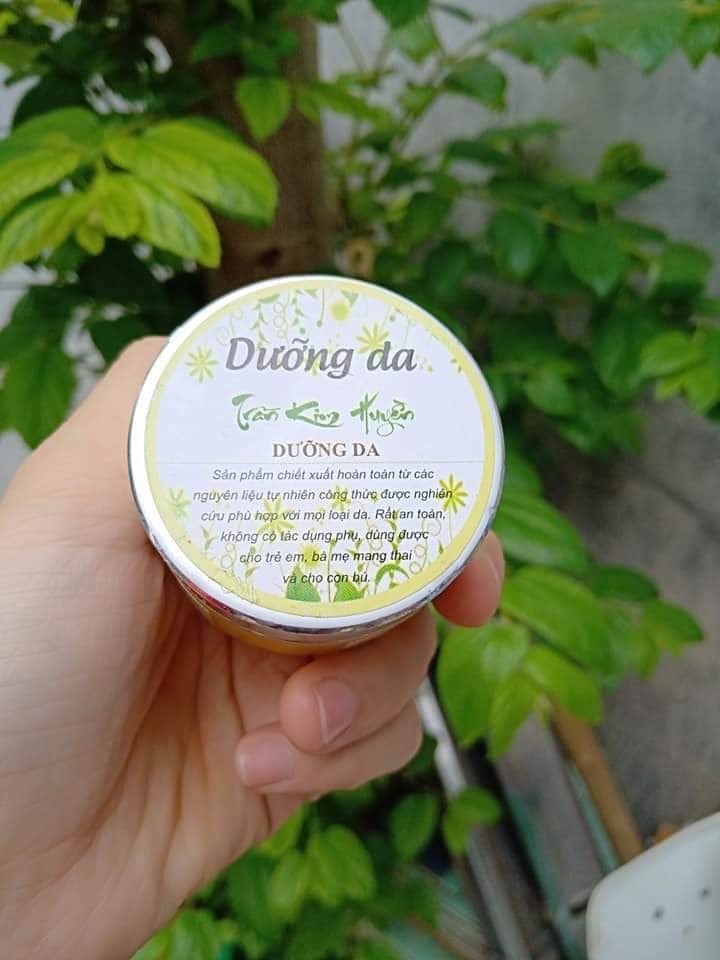 Dưỡng da
Trần Kim Huyền
DƯỠNG DA
Sản phẩm chiết xuất hoàn toàn từ các
nguyên liệu tự nhiên công thức được nghiên
cứu phù hợp với mọi loại da. Rất an toàn,
không có tác dụng phụ, dùng được
cho trẻ em, bà mẹ mang thai
và cho con bú.